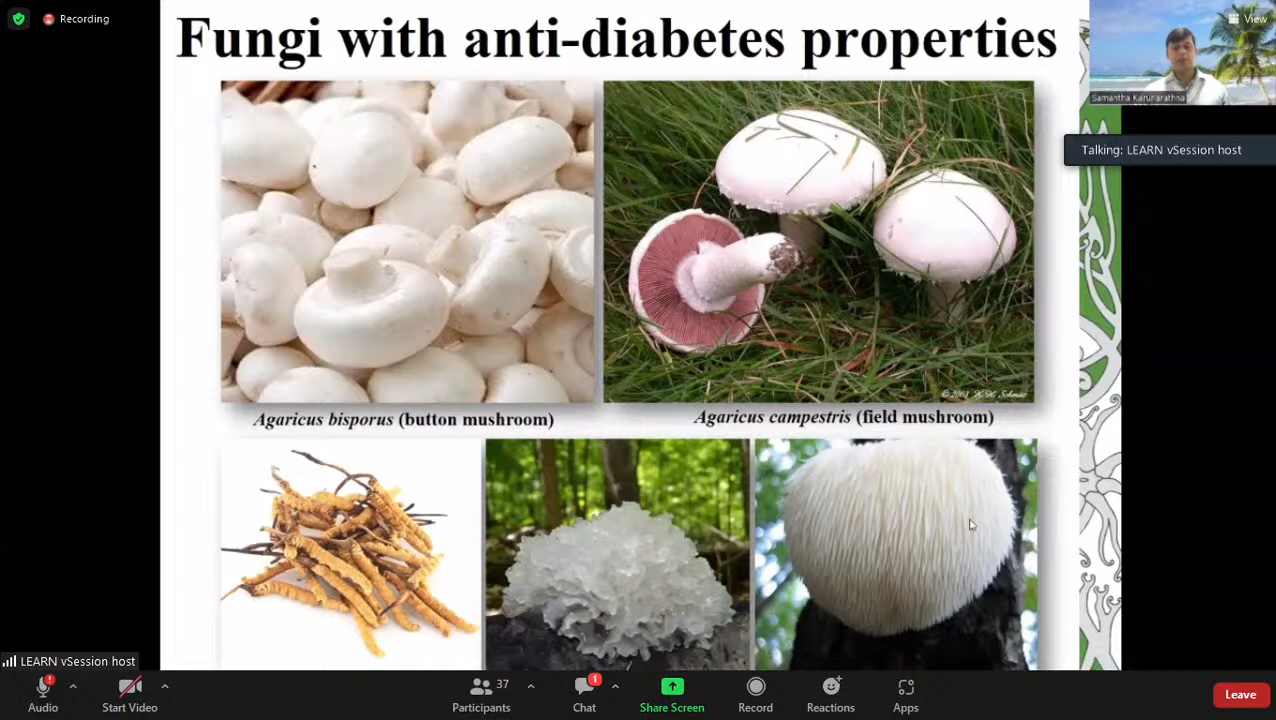 Recording
Fungi with anti-diabetes properties
View
Samantha Karunarathna
Talking: LEARN vSession host
Agaricus bisporus (button mushroom)
Agaricus campestris (field mushroom)
LEARN vSession host
37
1
Audio
Start Video
Participants
Chat
Share Screen
Record
Reactions
Apps
Leave